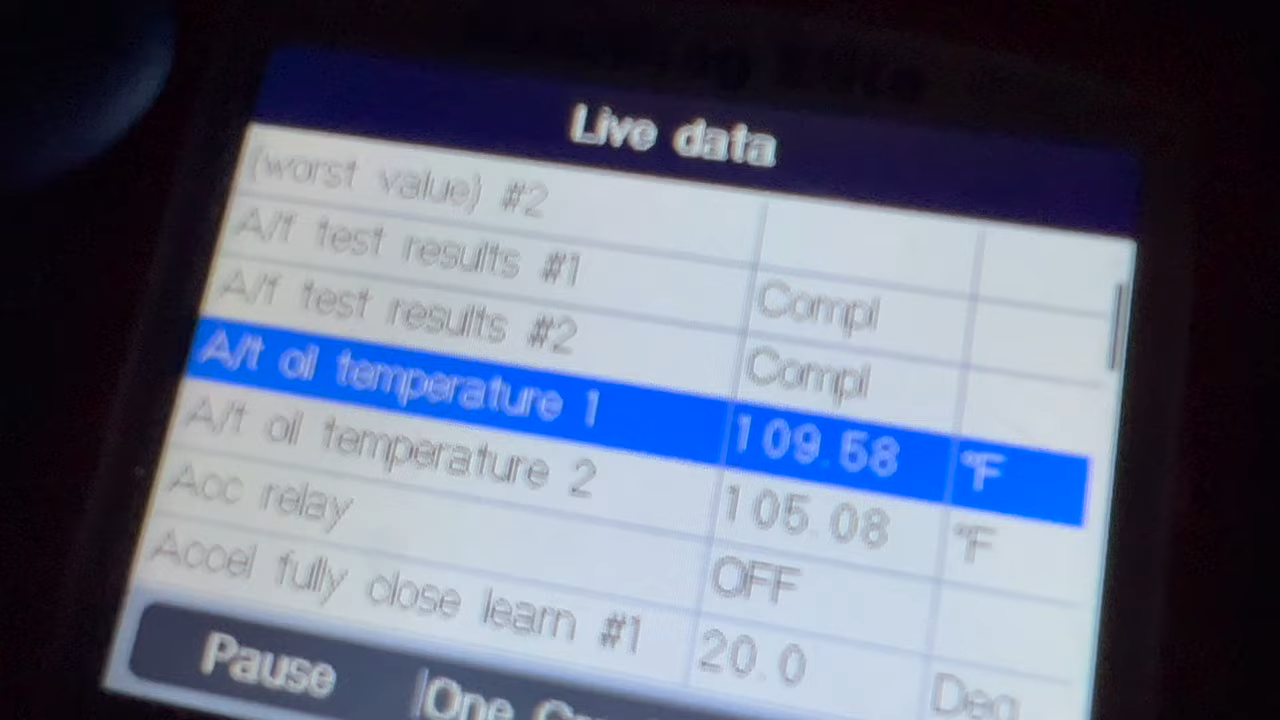 Live data
(worst value) #2
A/f test results #1 Compl
A/f test results #2 Compl
A/t oil temperature 1 109.58 °F
A/t oil temperature 2 105.08 °F
Acc relay OFF
Accel fully close learn #1 20.0 Deg
Pause One